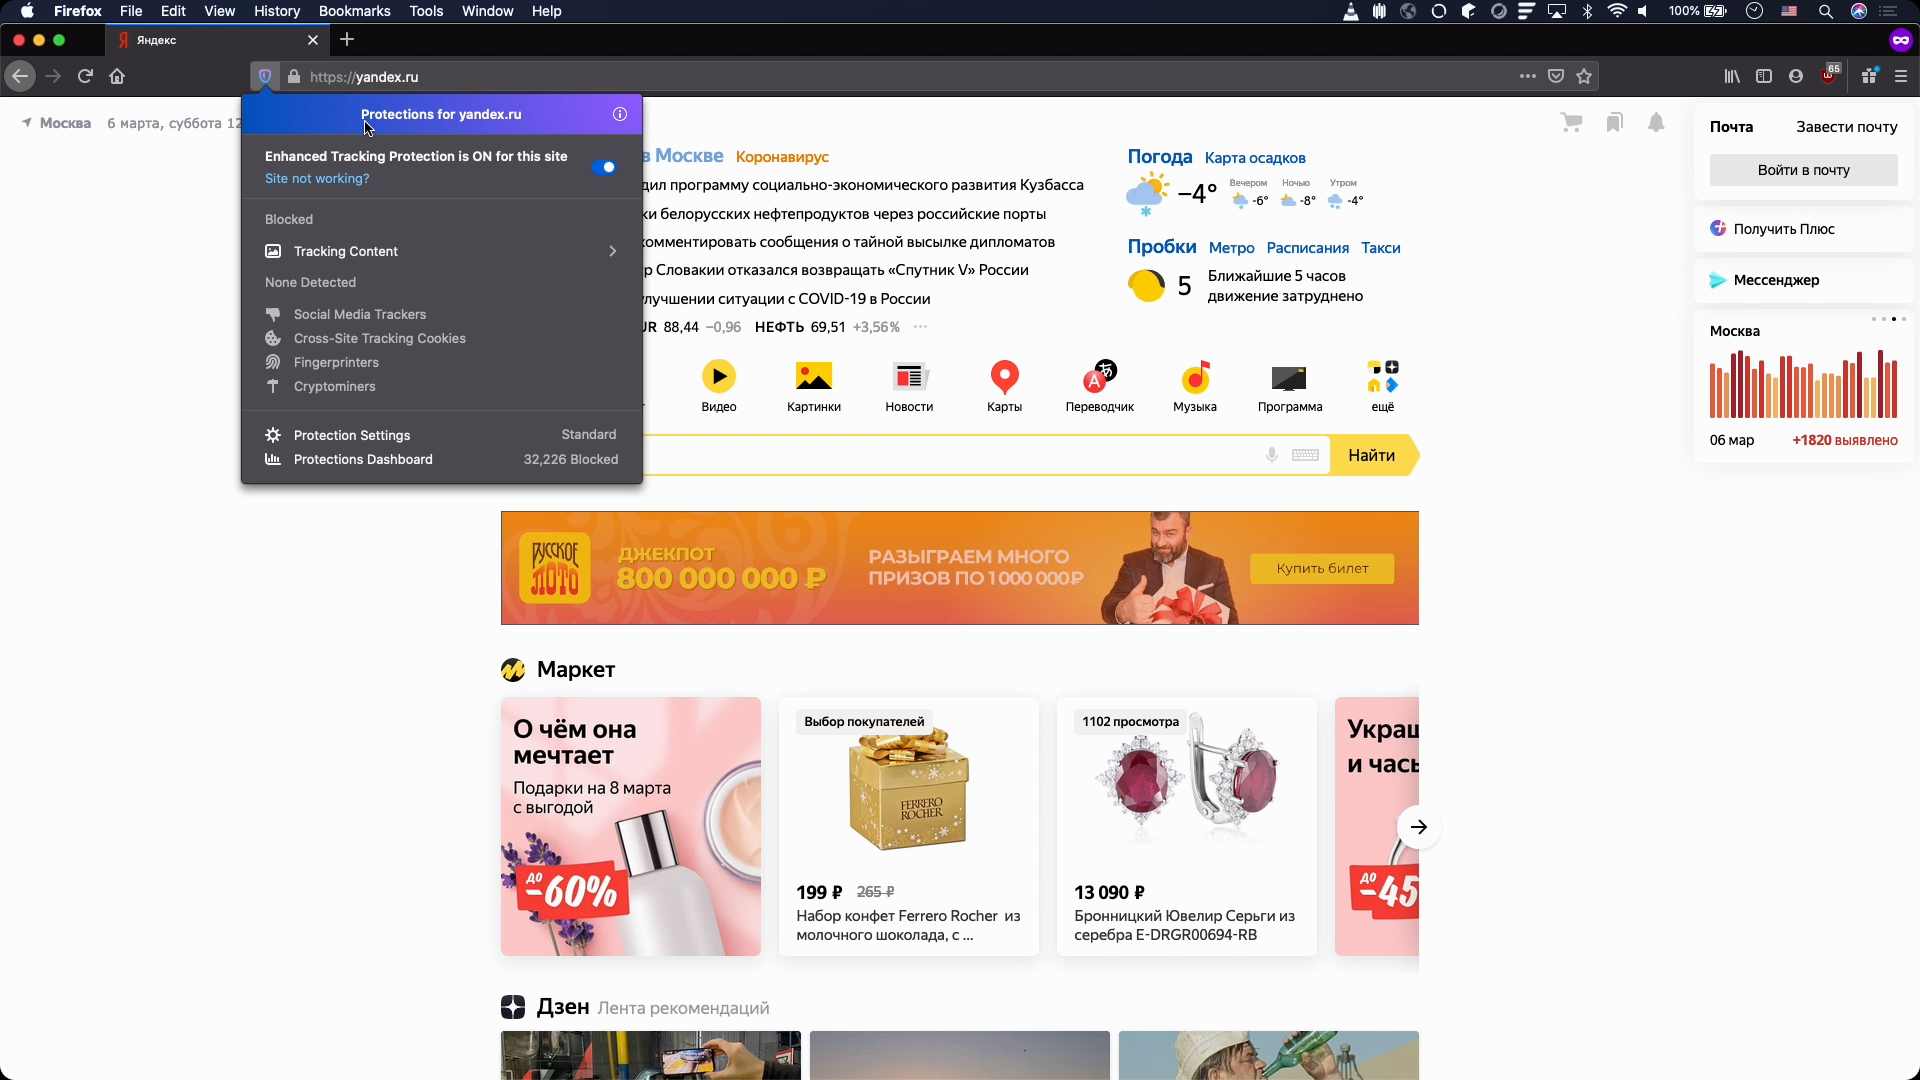 Firefox File Edit View History Bookmarks Tools Window Help
100%
Яндекс
https://yandex.ru
65
Protections for yandex.ru
Enhanced Tracking Protection is ON for this site
Site not working?
Blocked
Tracking Content
None Detected
Social Media Trackers
Cross-Site Tracking Cookies
Fingerprinters
Cryptominers
Protection Settings Standard
Protections Dashboard 32,226 Blocked
Москва 6 марта, суббота 12
в Москве Коронавирус
дил программу социально-экономического развития Кузбасса
ки белорусских нефтепродуктов через российские порты
комментировать сообщения о тайной высылке дипломатов
р Словакии отказался возвращать «Спутник V» России
лучшении ситуации с COVID-19 в России
UR 88,44 −0,96 НЕФТЬ 69,51 +3,56% ···
Погода Карта осадков
−4° Вечером -6° Ночью -8° Утром -4°
Пробки Метро Расписания Такси
5 Ближайшие 5 часов
движение затруднено
Почта Завести почту
Войти в почту
Получить Плюс
Мессенджер
Москва
06 мар +1820 выявлено
Видео Картинки Новости Карты Переводчик Музыка Программа ещё
Найти
РУССКОЕ
ЛОТО
ДЖЕКПОТ
800 000 000 ₽
РАЗЫГРАЕМ МНОГО
ПРИЗОВ ПО 1 000 000₽
Купить билет
Маркет
О чём она
мечтает
Подарки на 8 марта
с выгодой
ДО
–60%
Выбор покупателей
FERRERO
ROCHER
199 ₽ 265 ₽
Набор конфет Ferrero Rocher из
молочного шоколада, с ...
1102 просмотра
13 090 ₽
Бронницкий Ювелир Серьги из
серебра E-DRGR00694-RB
Украш
и часы
ДО
–45
Дзен Лента рекомендаций